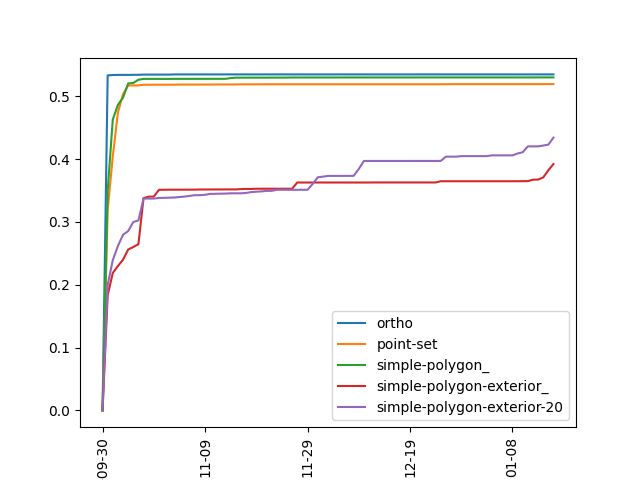 0.5
0.4
0.3
0.2
0.1
0.0
09-30
11-09
11-29
12-19
01-08
ortho
point-set
simple-polygon_
simple-polygon-exterior_
simple-polygon-exterior-20